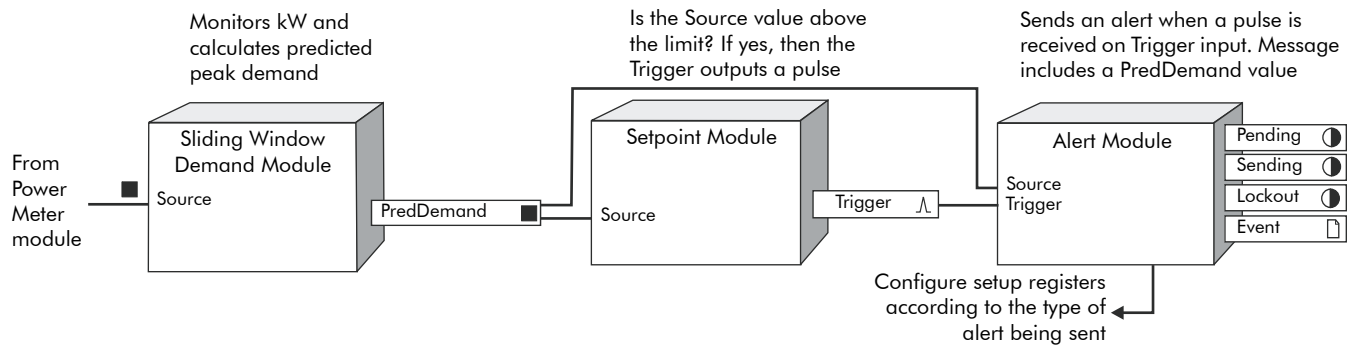 Monitors kW and
calculates predicted
peak demand
Is the Source value above
the limit? If yes, then the
Trigger outputs a pulse
Sends an alert when a pulse is
received on Trigger input. Message
includes a PredDemand value
From
Power
Meter
module
Sliding Window
Demand Module
Source
PredDemand
Setpoint Module
Source
Trigger
Alert Module
Source
Trigger
Pending
Sending
Lockout
Event
Configure setup registers
according to the type of
alert being sent